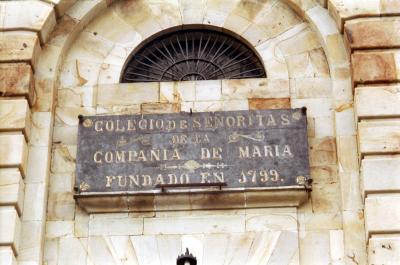 COLEGIO DE SEÑORITAS
DE LA
COMPAÑIA DE MARIA
FUNDADO EN 1799.